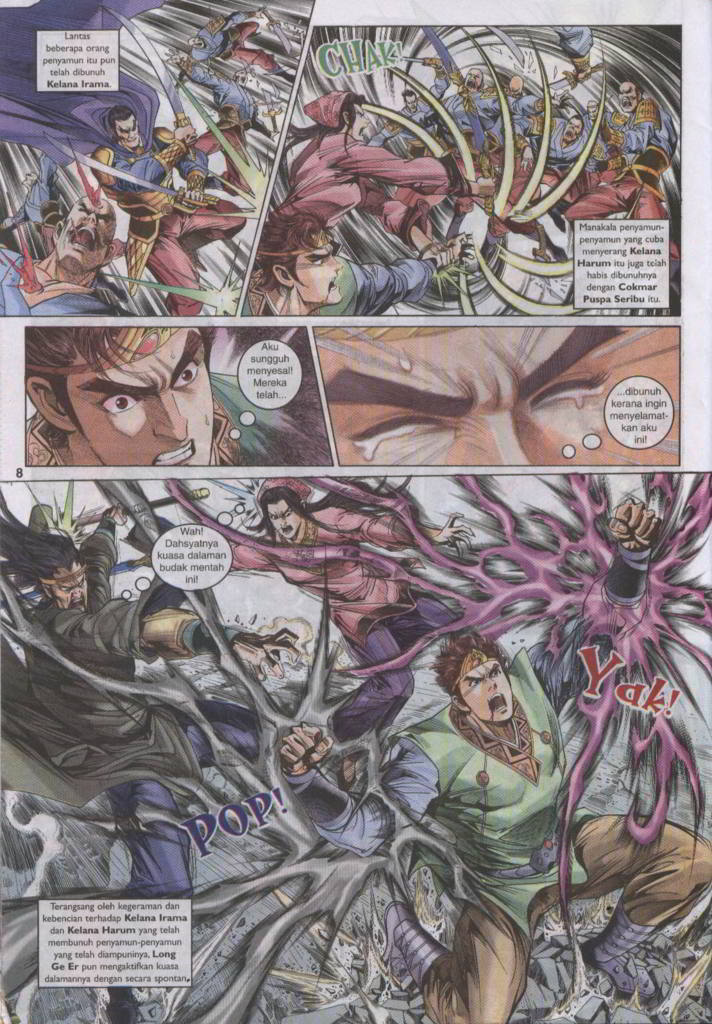 Lantas
beberapa orang
penyamun itu pun
telah dibunuh
Kelana Irama.
CHAK!
Manakala penyamun-
penyamun yang cuba
menyerang Kelana
Harum itu juga telah
habis dibunuhnya
dengan Cokmar
Puspa Seribu itu.
Aku
sungguh
menyesal!
Mereka
telah...
...dibunuh
kerana ingin
menyelamat-
kan aku
ini!
8
Wah!
Dahsyatnya
kuasa dalaman
budak mentah
ini!
Yak!
POP!
Terangsang oleh kegeraman dan
kebencian terhadap Kelana Irama
dan Kelana Harum yang telah
membunuh penyamun-penyamun
yang telah diampuninya, Long
Ge Er pun mengaktifkan kuasa
dalamannya dengan secara spontan.